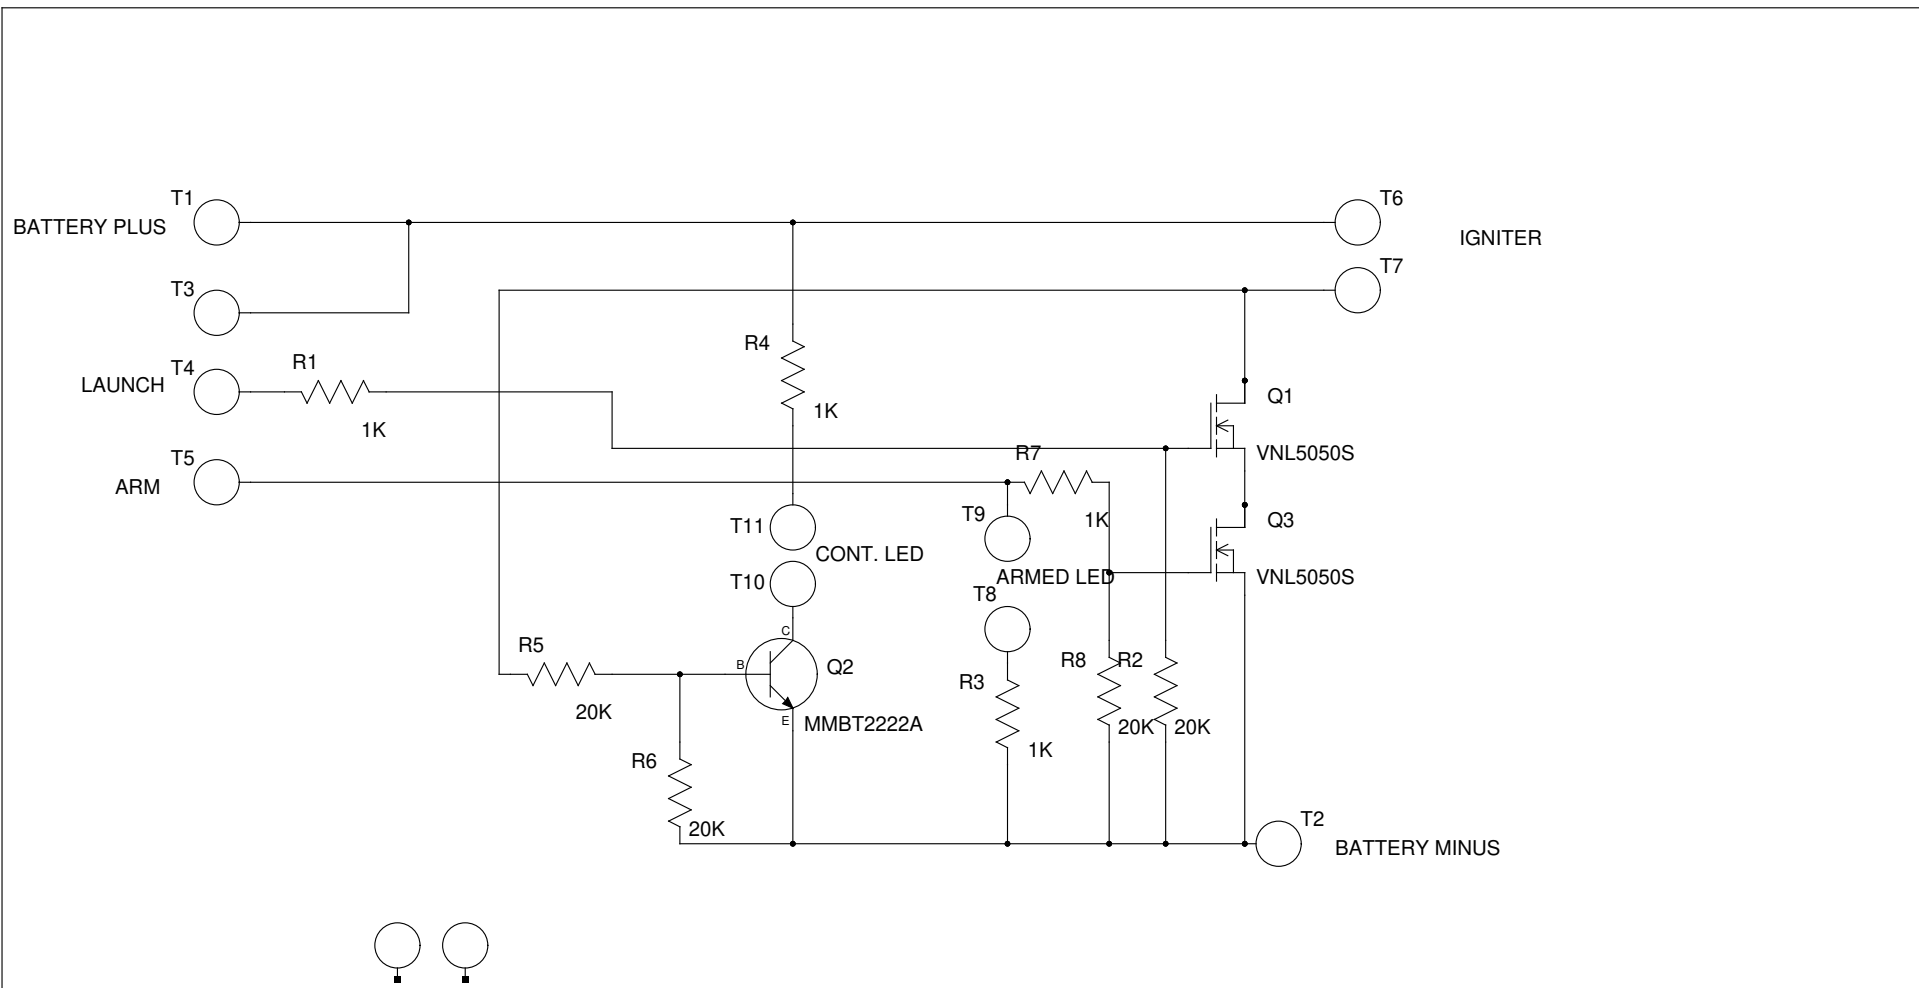 T1
BATTERY PLUS
T6
IGNITER
T7
T3
R4
1K
LAUNCH
T4
R1
1K
Q1
VNL5050S
R7
1K
T5
ARM
T11
CONT. LED
T10
T9
ARMED LED
T8
Q3
VNL5050S
R5
20K
B
C
E
Q2
MMBT2222A
R3
1K
R8
20K
R2
20K
R6
20K
T2
BATTERY MINUS